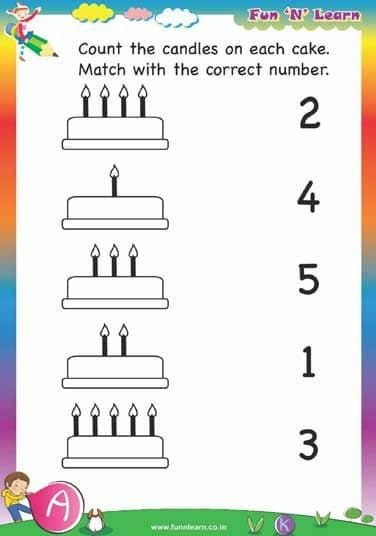 Fun 'N' Learn
Count the candles on each cake.
Match with the correct number.
2
4
5
1
3
A
www.funnlearn.co.in
K